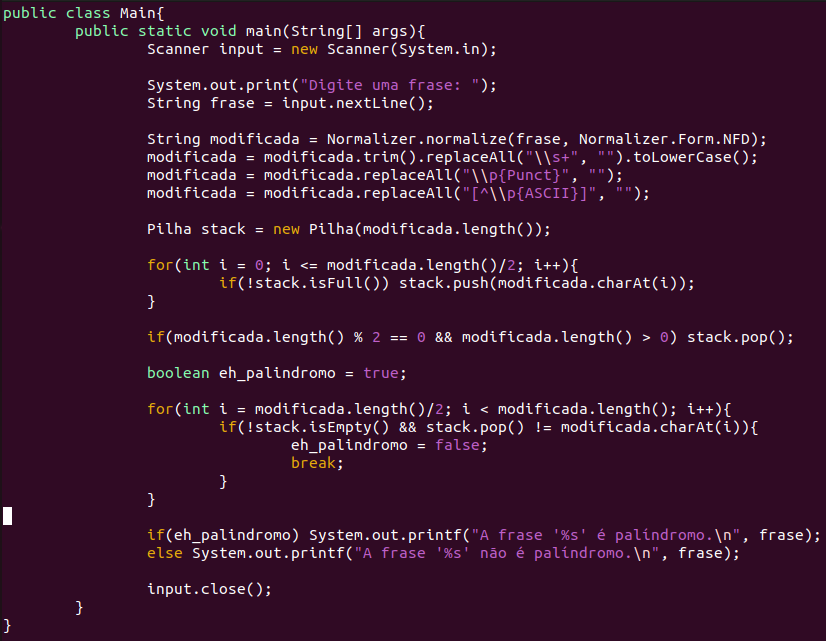 public class Main{
public static void main(String[] args){
Scanner input = new Scanner(System.in);
System.out.print("Digite uma frase: ");
String frase = input.nextLine();
String modificada = Normalizer.normalize(frase, Normalizer.Form.NFD);
modificada = modificada.trim().replaceAll("\\s+", "").toLowerCase();
modificada = modificada.replaceAll("\\p{Punct}", "");
modificada = modificada.replaceAll("[^\\p{ASCII}]", "");
Pilha stack = new Pilha(modificada.length());
for(int i = 0; i <= modificada.length()/2; i++){
if(!stack.isFull()) stack.push(modificada.charAt(i));
}
if(modificada.length() % 2 == 0 && modificada.length() > 0) stack.pop();
boolean eh_palindromo = true;
for(int i = modificada.length()/2; i < modificada.length(); i++){
if(!stack.isEmpty() && stack.pop() != modificada.charAt(i)){
eh_palindromo = false;
break;
}
}
if(eh_palindromo) System.out.printf("A frase '%s' é palíndromo.\n", frase);
else System.out.printf("A frase '%s' não é palíndromo.\n", frase);
input.close();
}
}